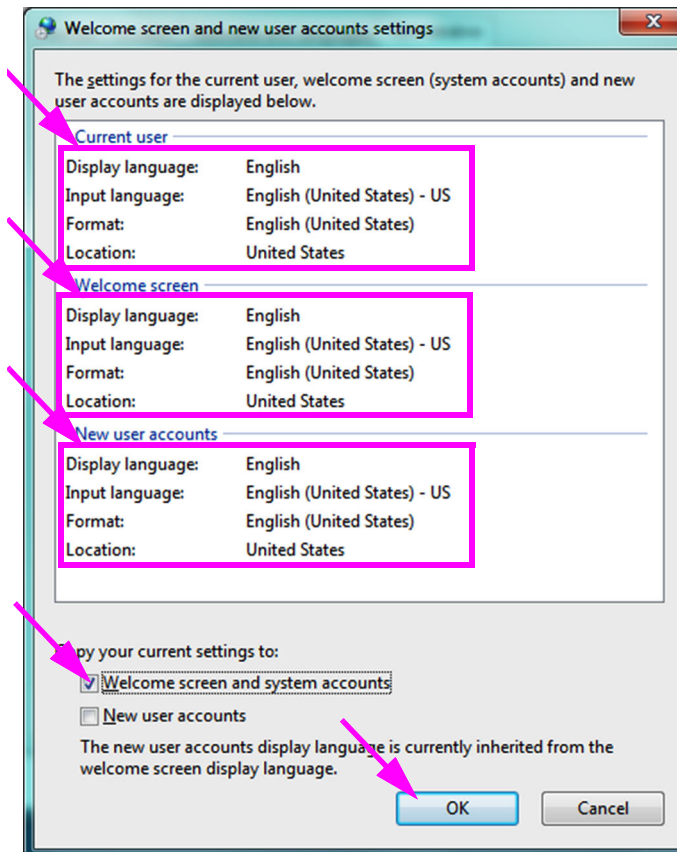 Welcome screen and new user accounts settings
The settings for the current user, welcome screen (system accounts) and new
user accounts are displayed below.
Current user
Display language: English
Input language: English (United States) - US
Format: English (United States)
Location: United States
Welcome screen
Display language: English
Input language: English (United States) - US
Format: English (United States)
Location: United States
New user accounts
Display language: English
Input language: English (United States) - US
Format: English (United States)
Location: United States
Copy your current settings to:
Welcome screen and system accounts
New user accounts
The new user accounts display language is currently inherited from the
welcome screen display language.
OK Cancel